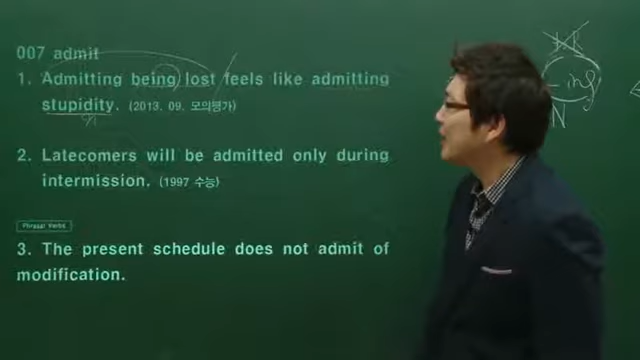 007 admit
1. Admitting being lost feels like admitting
stupidity. (2013. 09. 모의평가)
2. Latecomers will be admitted only during
intermission. (1997 수능)
Phrasal Verbs
3. The present schedule does not admit of
modification.
-ing
N